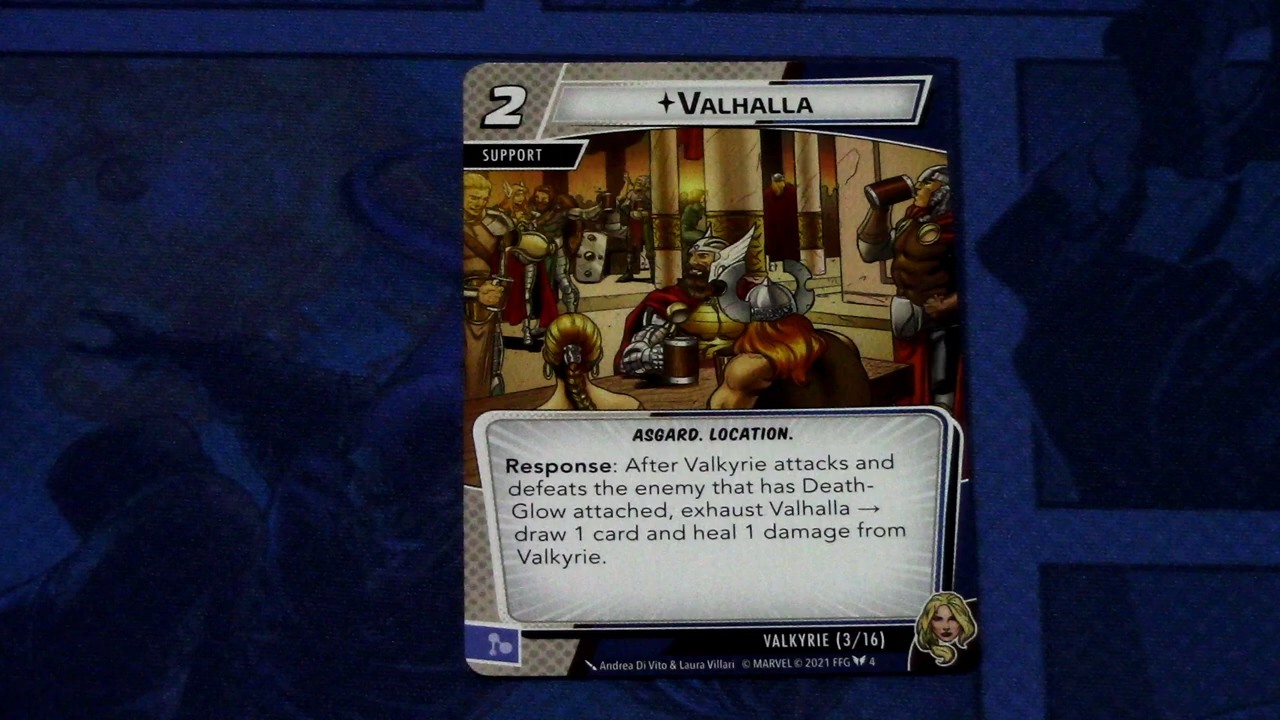 2
VALHALLA
SUPPORT
ASGARD. LOCATION.
Response: After Valkyrie attacks and
defeats the enemy that has Death-
Glow attached, exhaust Valhalla →
draw 1 card and heal 1 damage from
Valkyrie.
VALKYRIE (3/16)
Andrea Di Vito & Laura Villari © MARVEL © 2021 FFG 4